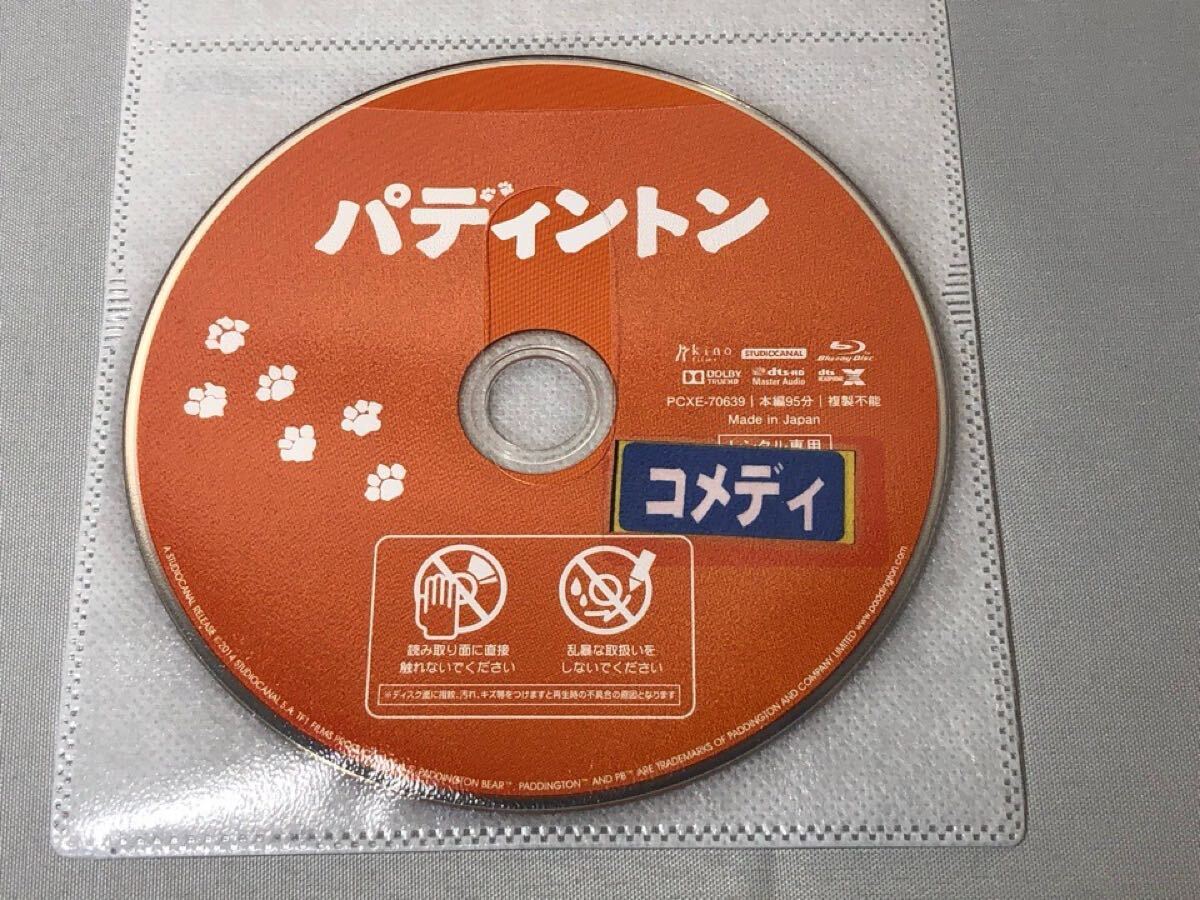 パディントン
kino films STUDIOCANAL Blu-ray Disc
DOLBY TRUEHD dts-HD Master Audio dts HEADPHONE X
PCXE-70639 | 本編95分 | 複製不能
Made in Japan
レンタル専用
コメディ
読み取り面に直接
触れないでください
乱暴な取扱いを
しないでください
※ディスク面に指紋、汚れ、キズ等をつけますと再生時の不具合の原因となります
A STUDIOCANAL RELEASE ©2014 STUDIOCANAL S.A. TF1 FILMS PADDINGTON BEAR™, PADDINGTON™ AND PB™ ARE TRADEMARKS OF PADDINGTON AND COMPANY LIMITED www.paddington.com